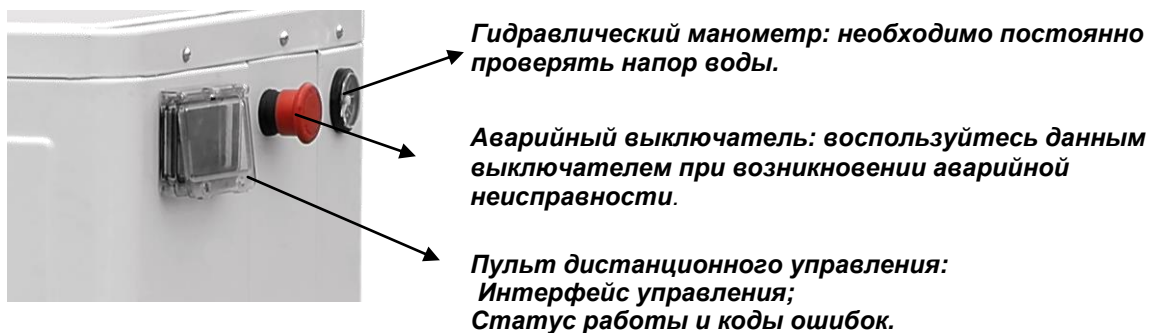 Гидравлический манометр: необходимо постоянно
проверять напор воды.
Аварийный выключатель: воспользуйтесь данным
выключателем при возникновении аварийной
неисправности.
Пульт дистанционного управления:
Интерфейс управления;
Статус работы и коды ошибок.